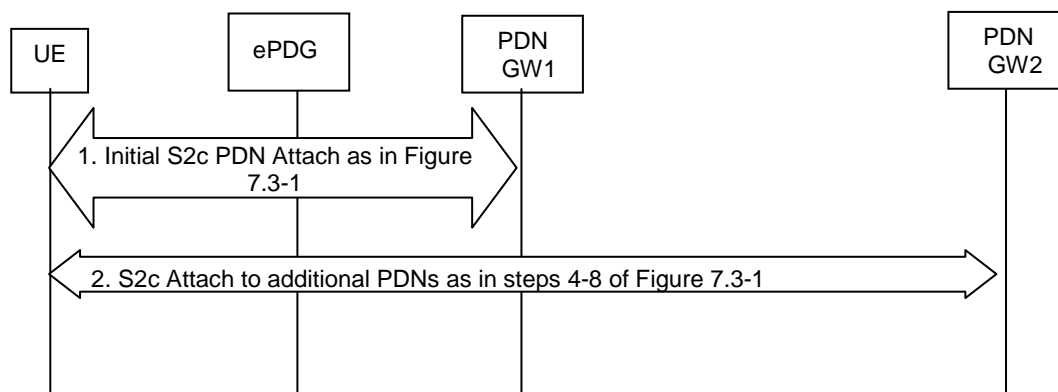 UE
ePDG
PDN
GW1
PDN
GW2
1. Initial S2c PDN Attach as in Figure
7.3-1
2. S2c Attach to additional PDNs as in steps 4-8 of Figure 7.3-1